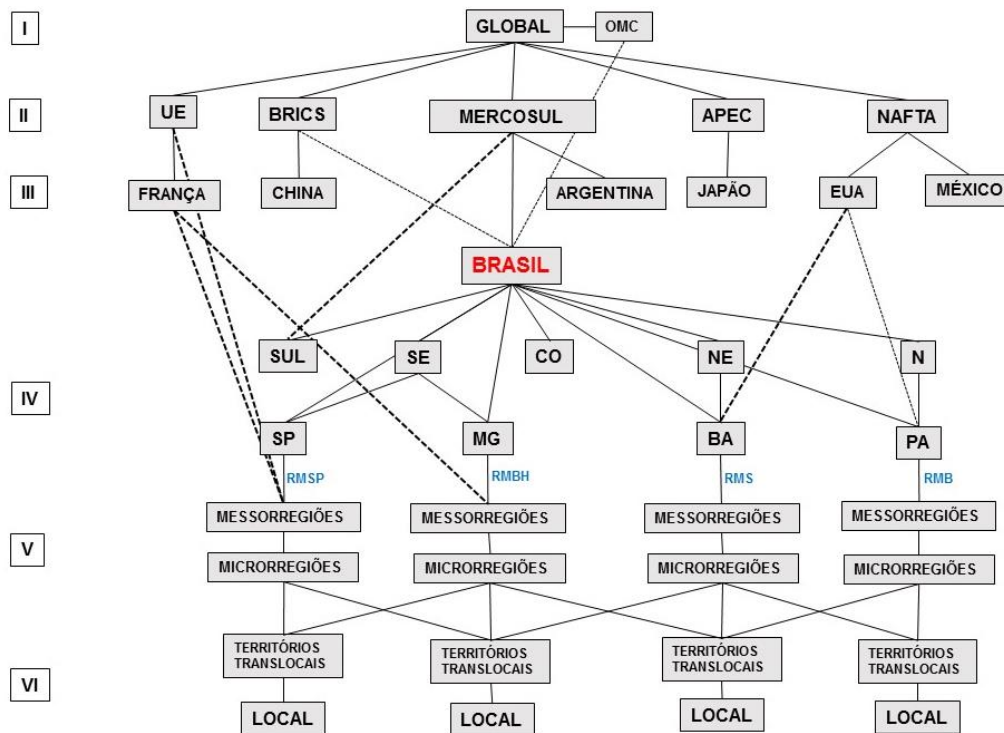 I
GLOBAL
OMC
II
UE
BRICS
MERCOSUL
APEC
NAFTA
III
FRANÇA
CHINA
ARGENTINA
JAPÃO
EUA
MÉXICO
BRASIL
SUL
SE
CO
NE
N
IV
SP
MG
BA
PA
RMSP
RMBH
RMS
RMB
MESSORREGIÕES
MESSORREGIÕES
MESSORREGIÕES
MESSORREGIÕES
V
MICRORREGIÕES
MICRORREGIÕES
MICRORREGIÕES
MICRORREGIÕES
TERRITÓRIOS
TRANSLOCAIS
TERRITÓRIOS
TRANSLOCAIS
TERRITÓRIOS
TRANSLOCAIS
TERRITÓRIOS
TRANSLOCAIS
VI
LOCAL
LOCAL
LOCAL
LOCAL